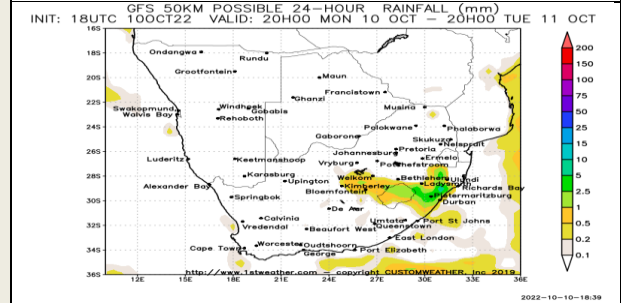 GFS 50KM POSSIBLE 24-HOUR RAINFALL (mm)
INIT: 18UTC 10OCT22 VALID: 20H00 MON 10 OCT – 20H00 TUE 11 OCT
16S
18S
20S
22S
24S
26S
28S
30S
32S
34S
36S
Ondangwa
Rundu
Grootfontein
Maun
Francistown
Ghanzi
Musina
Swakopmund
Windhoek
Gobabis
Walvis Bay
Rehoboth
Polokwane
Phalaborwa
Gaborone
Skukuza
Pretoria
Nelspruit
Johannesburg
Ermelo
Luderitz
Keetmanshoop
Vryburg
Potchefstroom
Karasburg
Upington
Welkom
Bethlehem
Ulundi
Alexander Bay
Kimberley
Ladysmith
Richards Bay
Bloemfontein
Springbok
Pietermaritzburg
Durban
De Aar
Calvinia
Umtata
Port St Johns
Vredendal
Beaufort West
Queenstown
East London
Cape Town
Worcester
Oudtshoorn
George
Port Elizabeth
http://www.1stweather.com – copyright CUSTOMWEATHER, Inc 2019
12E
15E
18E
21E
24E
27E
30E
33E
36E
39E
200
150
100
75
50
25
15
10
5
2.5
1
0.5
0.2
0.1
2022-10-10-18:39